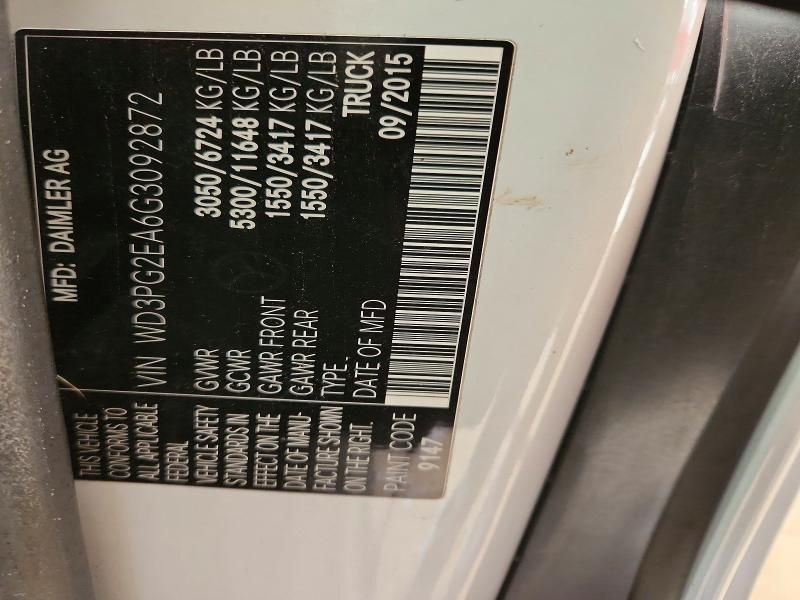 MFD: DAIMLER AG
VIN WD3PG2EA6G3092872
GVWR 3050/6724 KG/LB
GCWR 5300/11648 KG/LB
GAWR FRONT 1550/3417 KG/LB
GAWR REAR 1550/3417 KG/LB
TYPE. TRUCK
DATE OF MFD 09/2015
THIS VEHICLE
CONFORMS TO
ALL APPLICABLE
FEDERAL
VEHICLE SAFETY
STANDARDS IN
EFFECT ON THE
DATE OF MANU-
FACTURE SHOWN
ON THE RIGHT.
PAINT CODE
9147